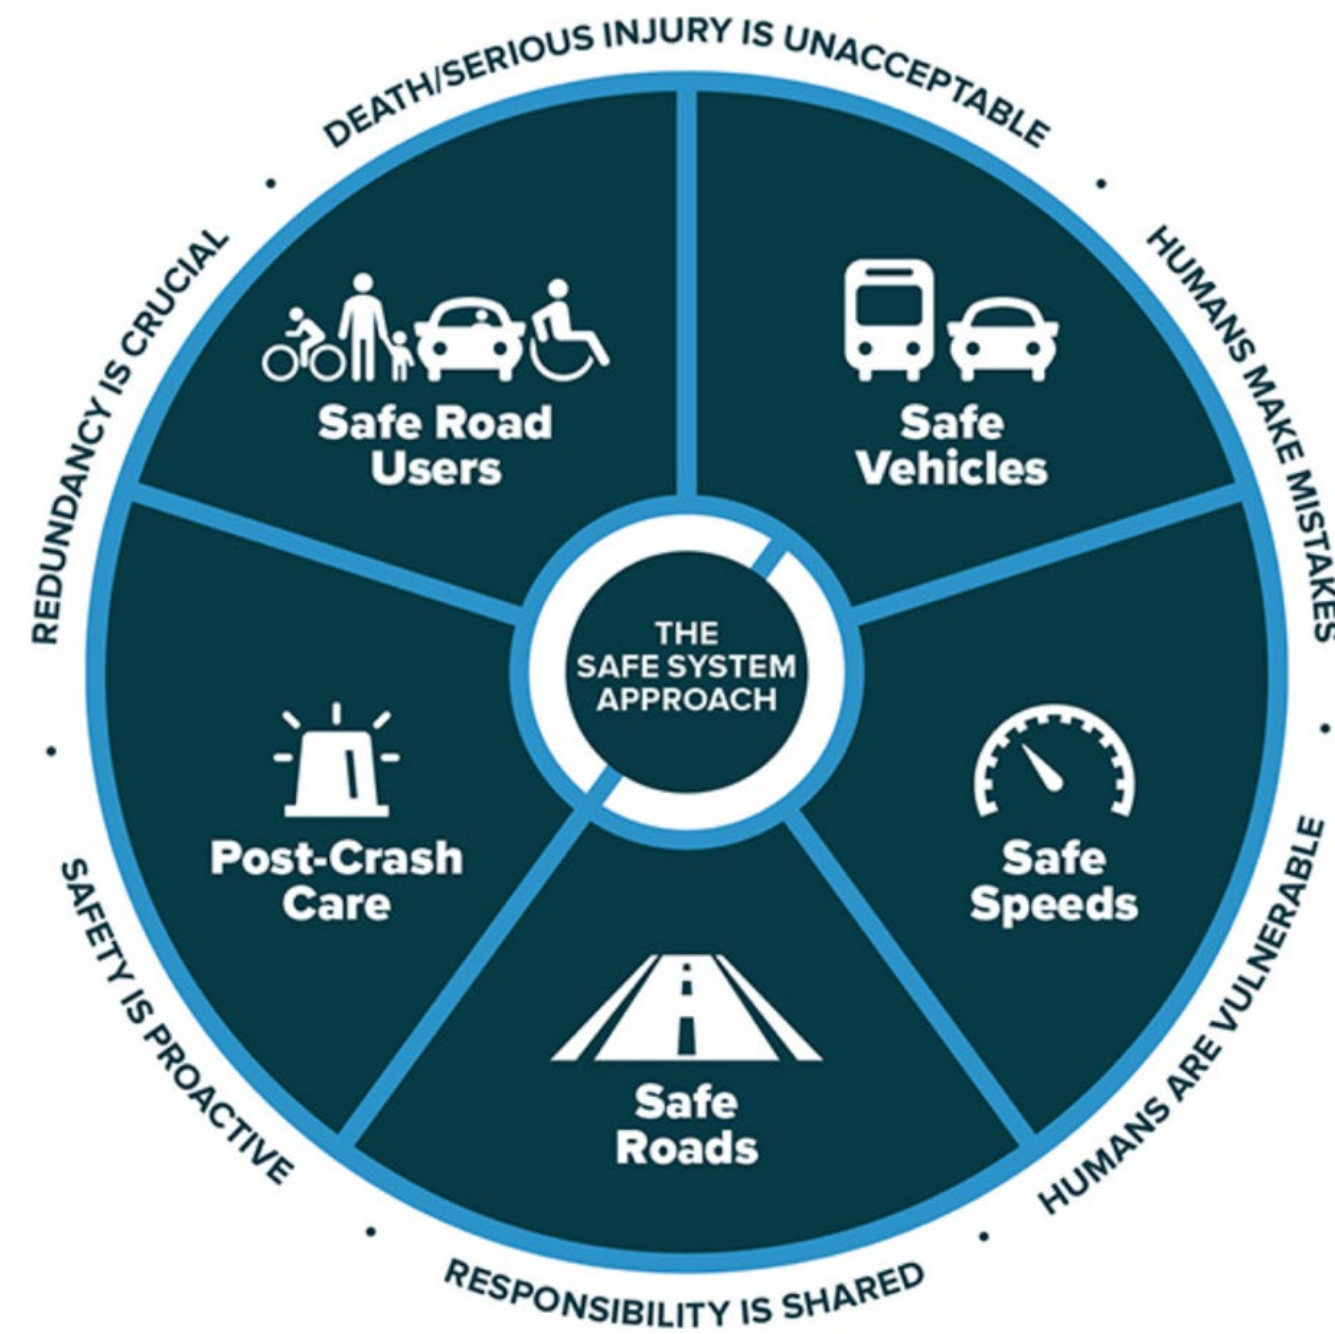 DEATH/SERIOUS INJURY IS UNACCEPTABLE
HUMANS MAKE MISTAKES
HUMANS ARE VULNERABLE
RESPONSIBILITY IS SHARED
SAFETY IS PROACTIVE
REDUNDANCY IS CRUCIAL
Safe Road
Users
Safe
Vehicles
Safe
Speeds
Safe
Roads
Post-Crash
Care
THE
SAFE SYSTEM
APPROACH